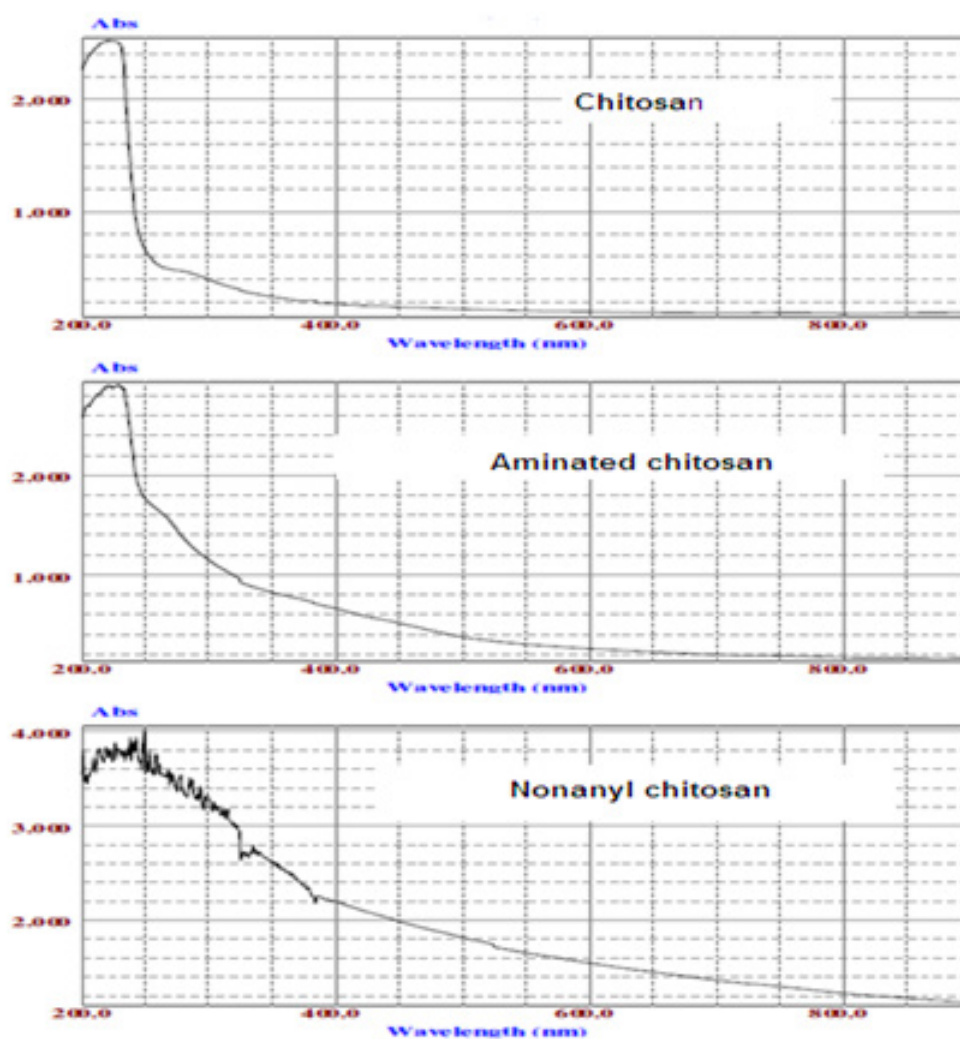 Abs
2,000
Chitosan
1,000
200.0 400.0 600.0 800.0
Wavelength (nm)
Abs
Aminated chitosan
2,000
1,000
200.0 400.0 600.0 800.0
Wavelength (nm)
Abs
4,000
Nonanyl chitosan
3,000
2,000
200.0 400.0 600.0 800.0
Wavelength (nm)